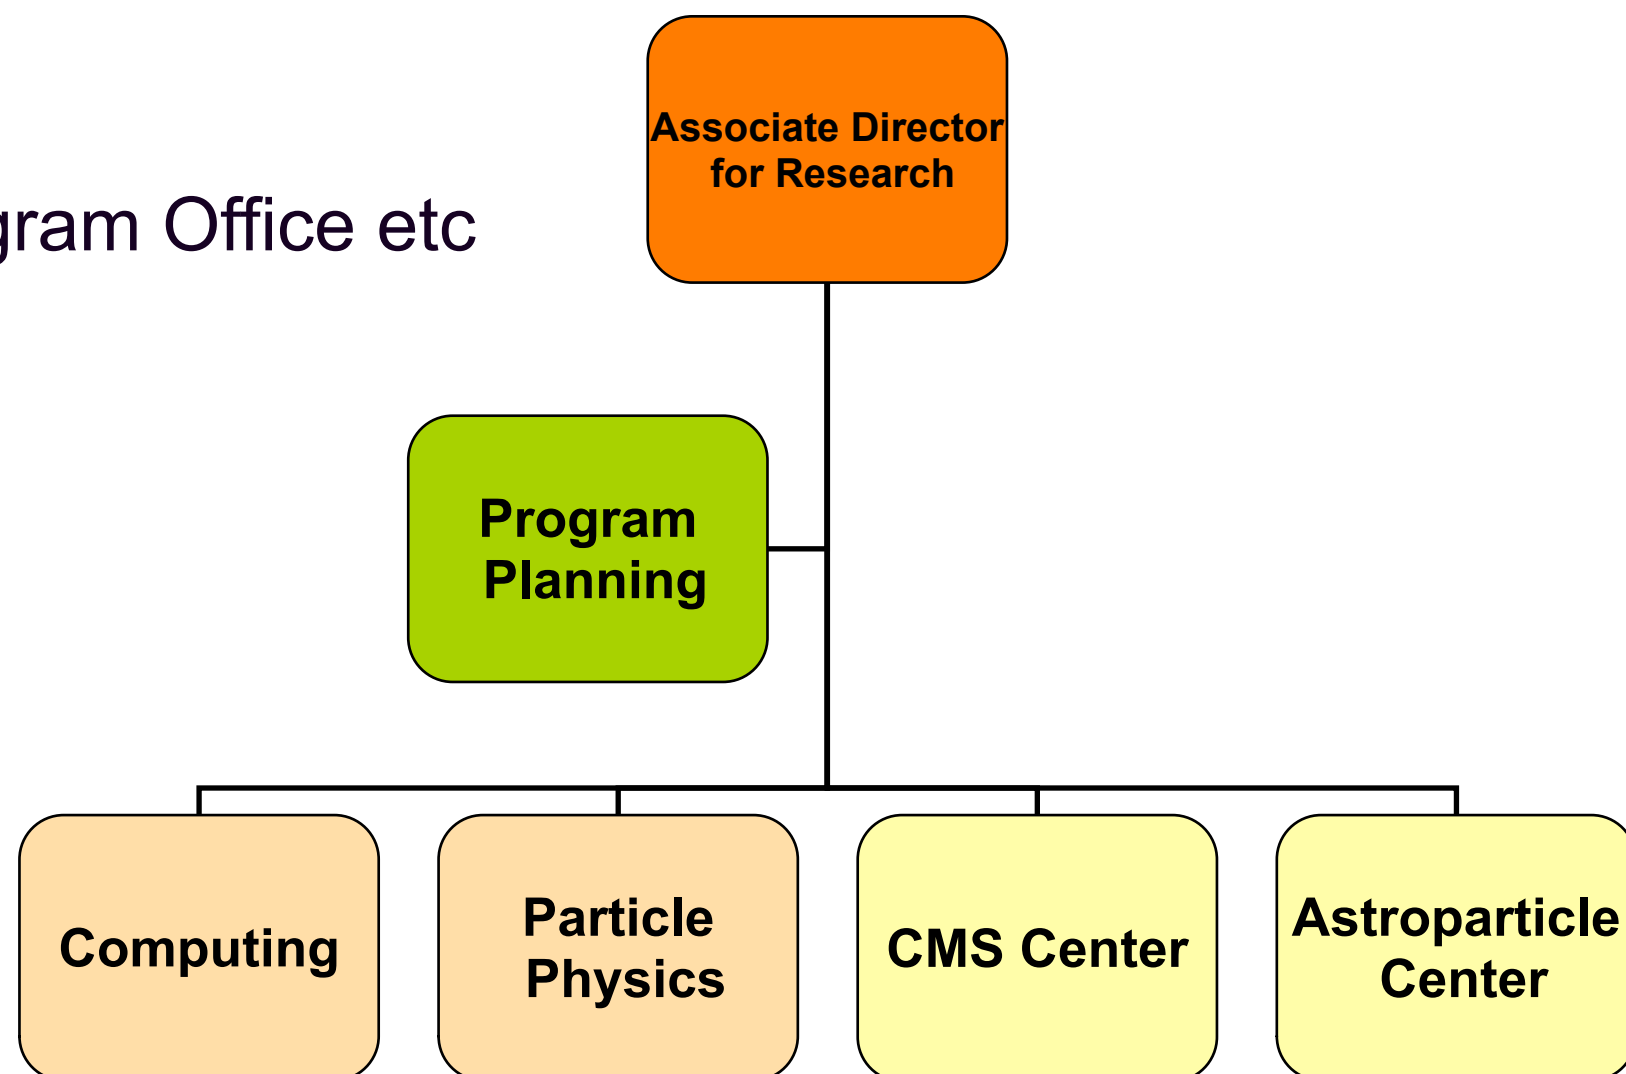 Associate Director
for Research
gram Office etc
Program
Planning
Computing
Particle
Physics
CMS Center
Astroparticle
Center